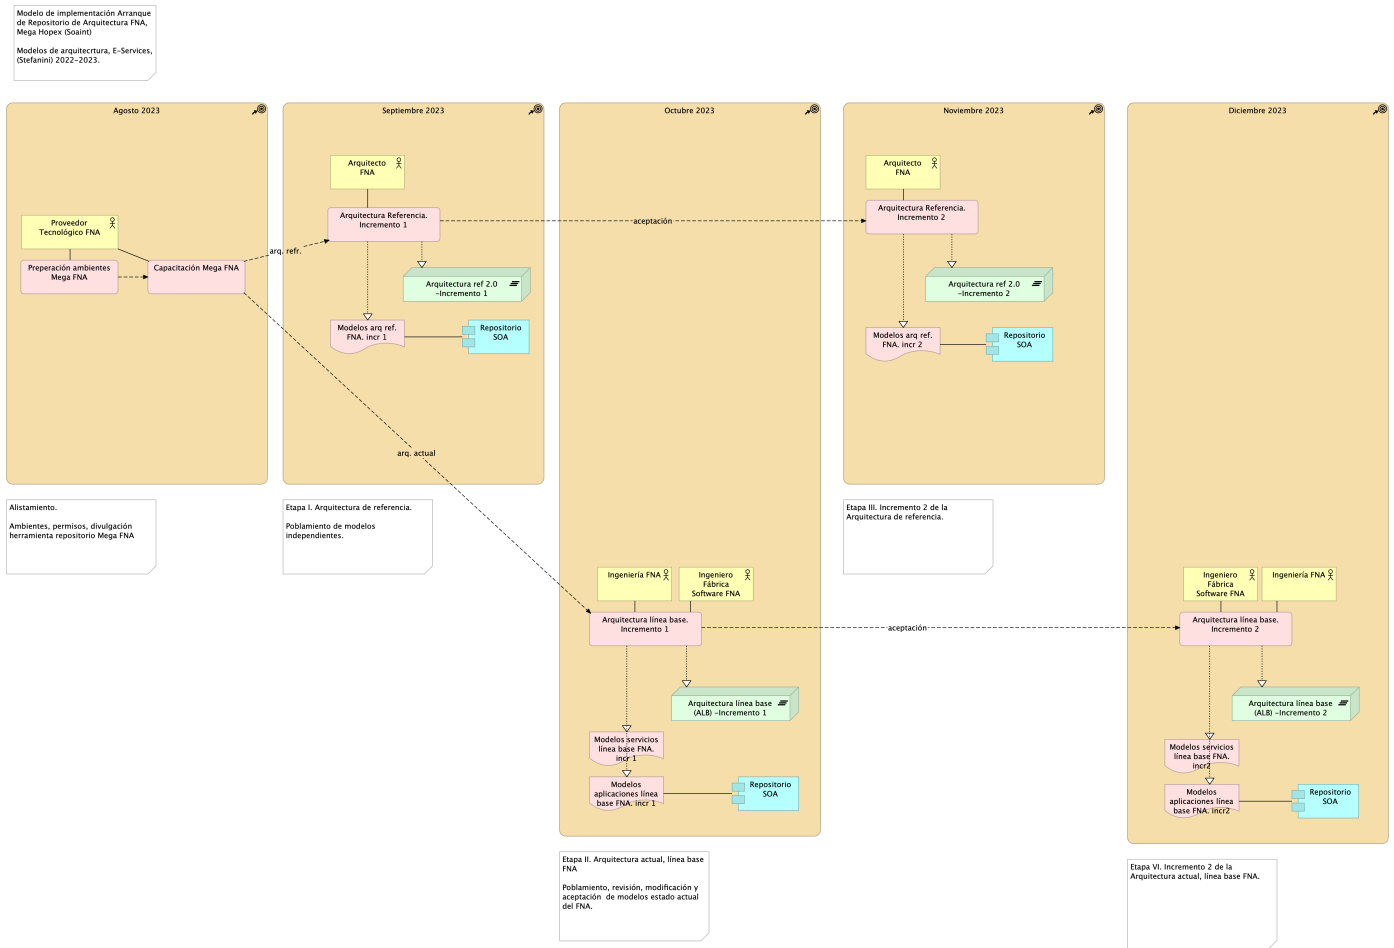 Modelo de implementación Arranque
de Repositorio de Arquitectura FNA,
Mega Hopex (Soaint)
Modelos de arquitecrtura, E-Services,
(Stefanini) 2022-2023.
Agosto 2023
Proveedor
Tecnológico FNA
Preperación ambientes
Mega FNA
Capacitación Mega FNA
arq. refr.
arq. actual
Alistamiento.
Ambientes, permisos, divulgación
herramienta repositorio Mega FNA
Septiembre 2023
Arquitecto
FNA
Arquitectura Referencia.
Incremento 1
aceptación
Arquitectura ref 2.0
-Incremento 1
Modelos arq ref.
FNA. incr 1
Repositorio
SOA
Etapa I. Arquitectura de referencia.
Poblamiento de modelos
independientes.
Octubre 2023
Ingeniería FNA
Ingeniero
Fábrica
Software FNA
Arquitectura línea base.
Incremento 1
aceptación
Arquitectura línea base
(ALB) -Incremento 1
Modelos servicios
línea base FNA.
incr 1
Modelos
aplicaciones línea
base FNA. incr 1
Repositorio
SOA
Etapa II. Arquitectura actual, línea base
FNA
Poblamiento, revisión, modificación y
aceptación  de modelos estado actual
del FNA.
Noviembre 2023
Arquitecto
FNA
Arquitectura Referencia.
Incremento 2
Arquitectura ref 2.0
-Incremento 2
Modelos arq ref.
FNA. incr 2
Repositorio
SOA
Etapa III. Incremento 2 de la
Arquitectura de referencia.
Diciembre 2023
Ingeniero
Fábrica
Software FNA
Ingeniería FNA
Arquitectura línea base.
Incremento 2
Arquitectura línea base
(ALB) -Incremento 2
Modelos servicios
línea base FNA.
incr2
Modelos
aplicaciones línea
base FNA. incr2
Repositorio
SOA
Etapa VI. Incremento 2 de la
Arquitectura actual, línea base FNA.